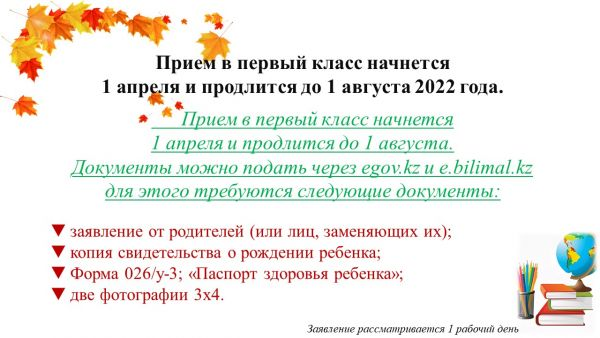 Прием в первый класс начнется
1 апреля и продлится до 1 августа 2022 года.
Прием в первый класс начнется
1 апреля и продлится до 1 августа.
Документы можно подать через egov.kz и e.bilimal.kz
для этого требуются следующие документы:
▼ заявление от родителей (или лиц, заменяющих их);
▼ копия свидетельства о рождении ребенка;
▼ Форма 026/у-3; «Паспорт здоровья ребенка»;
▼ две фотографии 3х4.
Заявление рассматривается 1 рабочий день